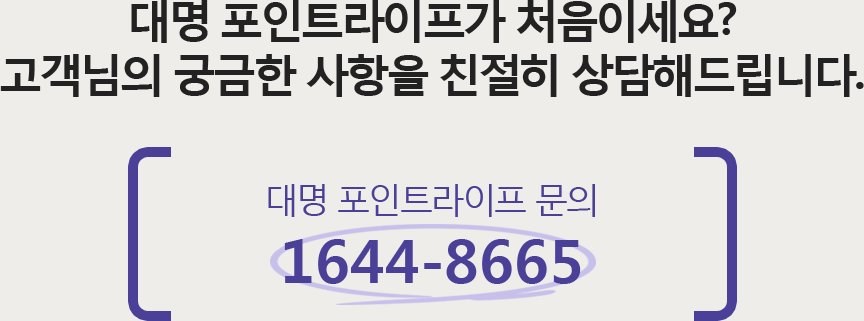 대명 포인트라이프가 처음이세요?
고객님의 궁금한 사항을 친절히 상담해드립니다.
대명 포인트라이프 문의
1644-8665